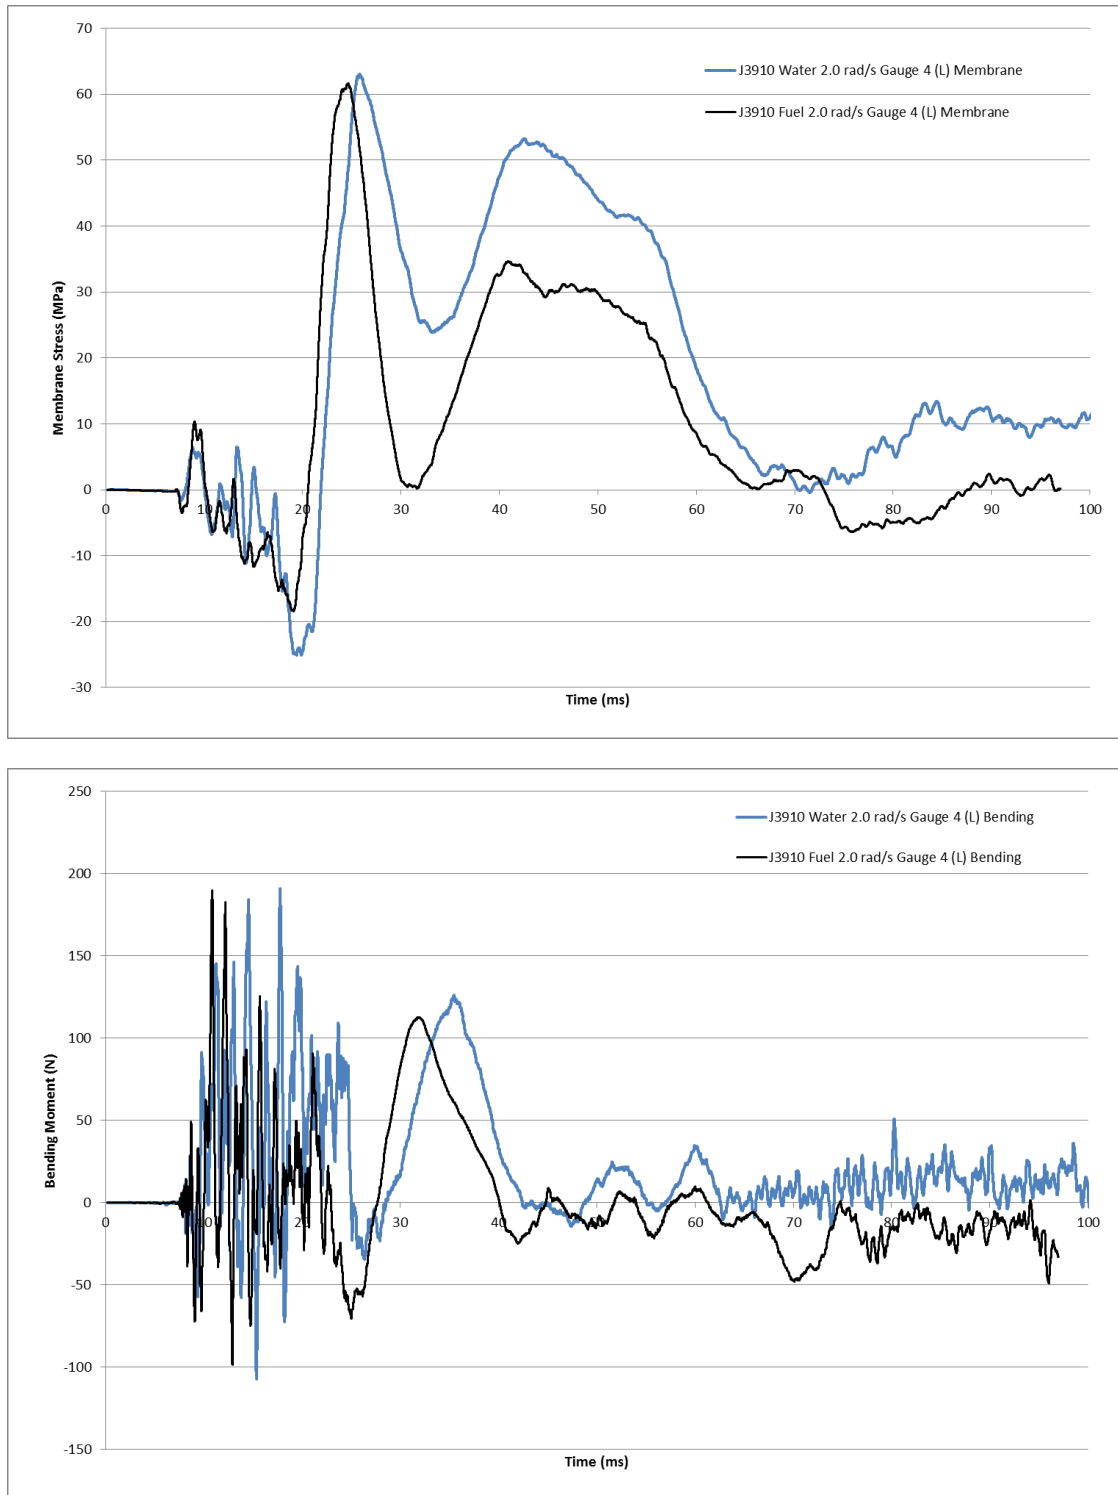 70
60
50
40
30
20
10
0
-10
-20
-30
0 10 20 30 40 50 60 70 80 90 100
Membrane Stress (MPa)
Time (ms)
J3910 Water 2.0 rad/s Gauge 4 (L) Membrane
J3910 Fuel 2.0 rad/s Gauge 4 (L) Membrane
250
200
150
100
50
0
-50
-100
-150
0 10 20 30 40 50 60 70 80 90 100
Bending Moment (N)
Time (ms)
J3910 Water 2.0 rad/s Gauge 4 (L) Bending
J3910 Fuel 2.0 rad/s Gauge 4 (L) Bending